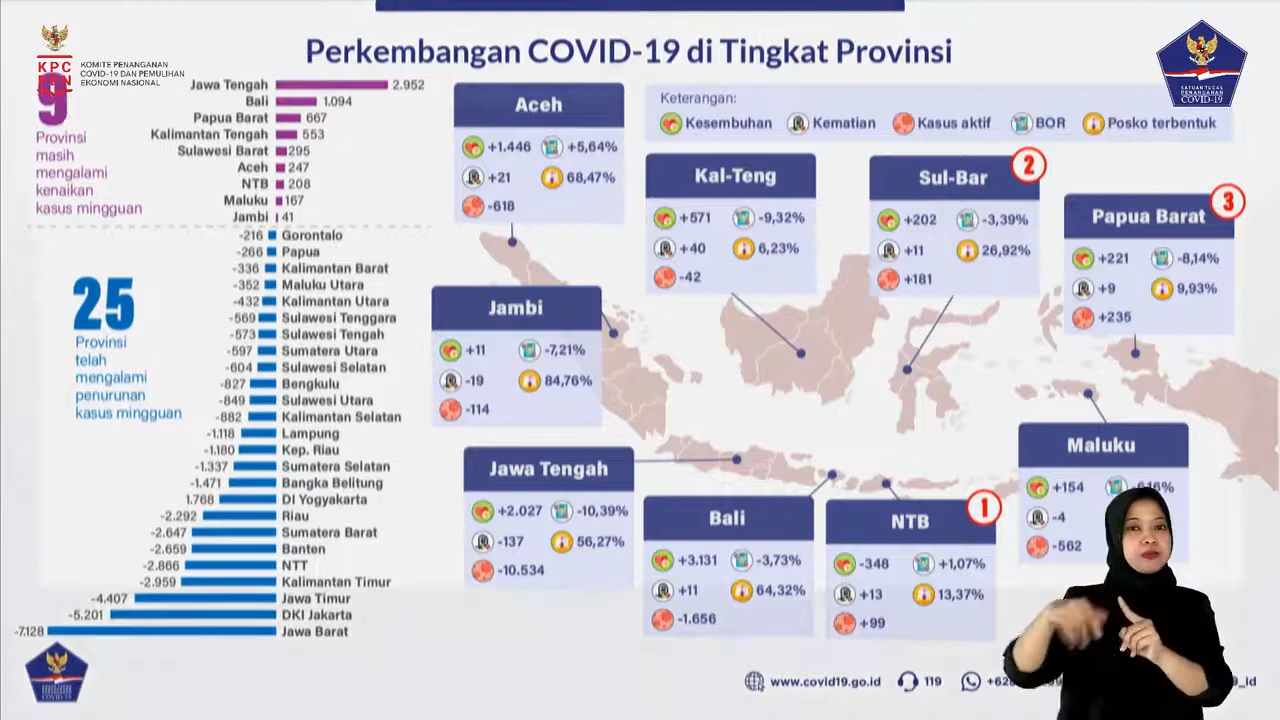 Perkembangan COVID-19 di Tingkat Provinsi
KPC
PEN
KOMITE PENANGANAN
COVID-19 DAN PEMULIHAN
EKONOMI NASIONAL
SATUAN TUGAS
PENANGANAN
COVID-19
9
Provinsi
masih
mengalami
kenaikan
kasus mingguan
Jawa Tengah 2.952
Bali 1.094
Papua Barat 667
Kalimantan Tengah 553
Sulawesi Barat 295
Aceh 247
NTB 208
Maluku 167
Jambi 41
25
Provinsi
telah
mengalami
penurunan
kasus mingguan
-216 Gorontalo
-266 Papua
-336 Kalimantan Barat
-352 Maluku Utara
-432 Kalimantan Utara
-569 Sulawesi Tenggara
-573 Sulawesi Tengah
-597 Sumatera Utara
-604 Sulawesi Selatan
-827 Bengkulu
-849 Sulawesi Utara
-882 Kalimantan Selatan
-1.118 Lampung
-1.180 Kep. Riau
-1.337 Sumatera Selatan
-1.471 Bangka Belitung
1.768 DI Yogyakarta
-2.292 Riau
-2.647 Sumatera Barat
-2.659 Banten
-2.866 NTT
-2.959 Kalimantan Timur
-4,407 Jawa Timur
-5.201 DKI Jakarta
-7.128 Jawa Barat
Keterangan:
Kesembuhan Kematian Kasus aktif BOR Posko terbentuk
Aceh
+1.446 +5,64%
+21 68,47%
-618
Kal-Teng
+571 -9,32%
+40 6,23%
-42
Sul-Bar
2
+202 -3,39%
+11 26,92%
+181
Papua Barat
3
+221 -8,14%
+9 9,93%
+235
Jambi
+11 -7,21%
-19 84,76%
-114
Jawa Tengah
+2.027 -10,39%
-137 56,27%
-10.534
Bali
+3.131 -3,73%
+11 64,32%
-1.656
NTB
1
-348 +1,07%
+13 13,37%
+99
Maluku
+154
-4
-562
COVID-19
www.covid19.go.id 119 +62
_id